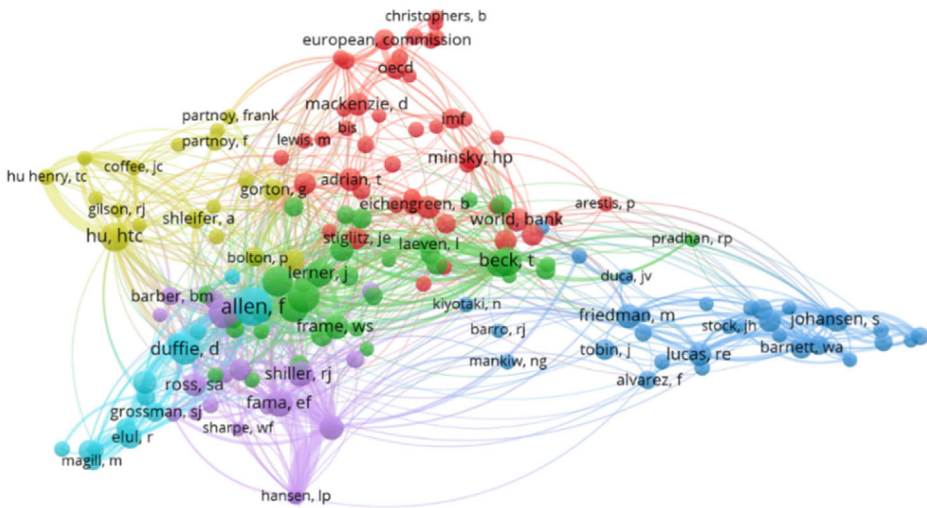 christophers, b
european, commission
oecd
mackenzie, d
partnoy, frank
bis
imf
partnoy, f
lewis, m
minsky, hp
coffee, jc
hu henry, tc
adrian, t
gorton, g
gilson, rj
eichengreen, b
arestis, p
shleifer, a
world, bank
hu, htc
stiglitz, je
laeven, l
pradhan, rp
bolton, p
beck, t
lerner, j
duca, jv
barber, bm
allen, f
kiyotaki, n
friedman, m
johansen, s
frame, ws
barro, rj
stock, jh
duffie, d
tobin, j
lucas, re
barnett, wa
mankiw, ng
shiller, rj
ross, sa
alvarez, f
fama, ef
grossman, sj
sharpe, wf
elul, r
magill, m
hansen, lp